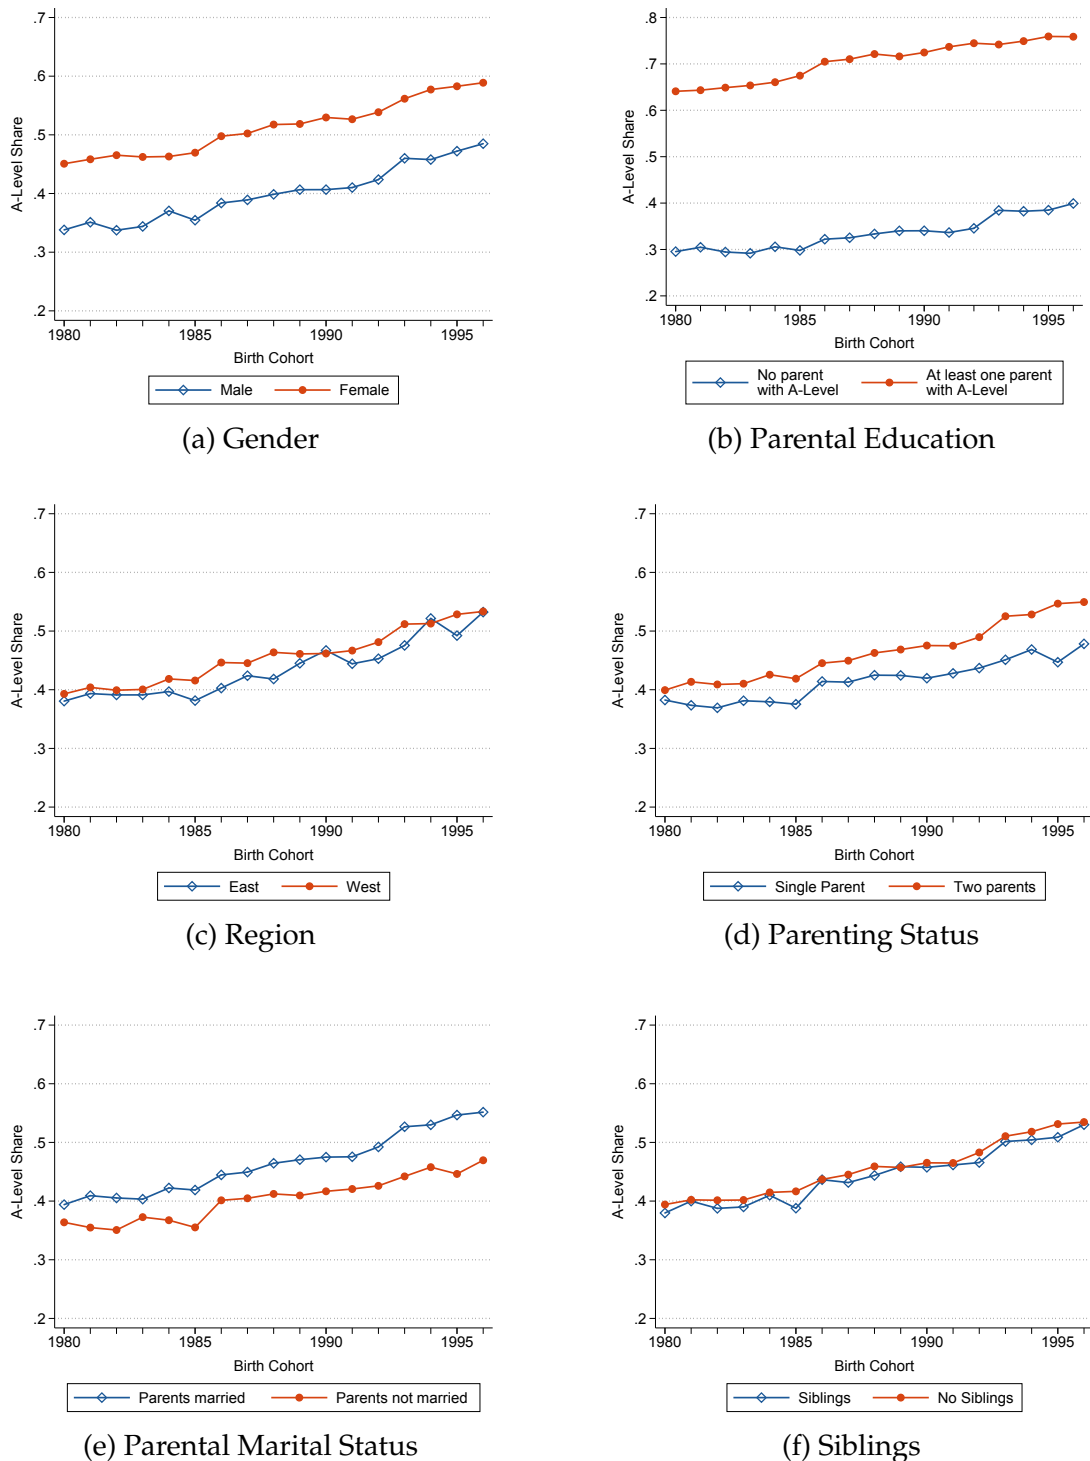 .7
.6
.5
.4
.3
.2
A-Level Share
1980 1985 1990 1995
Birth Cohort
Male Female
(a) Gender
.8
.7
.6
.5
.4
.3
.2
A-Level Share
1980 1985 1990 1995
Birth Cohort
No parent
with A-Level
At least one parent
with A-Level
(b) Parental Education
.7
.6
.5
.4
.3
.2
A-Level Share
1980 1985 1990 1995
Birth Cohort
East West
(c) Region
.7
.6
.5
.4
.3
.2
A-Level Share
1980 1985 1990 1995
Birth Cohort
Single Parent Two parents
(d) Parenting Status
.7
.6
.5
.4
.3
.2
A-Level Share
1980 1985 1990 1995
Birth Cohort
Parents married Parents not married
(e) Parental Marital Status
.7
.6
.5
.4
.3
.2
A-Level Share
1980 1985 1990 1995
Birth Cohort
Siblings No Siblings
(f) Siblings